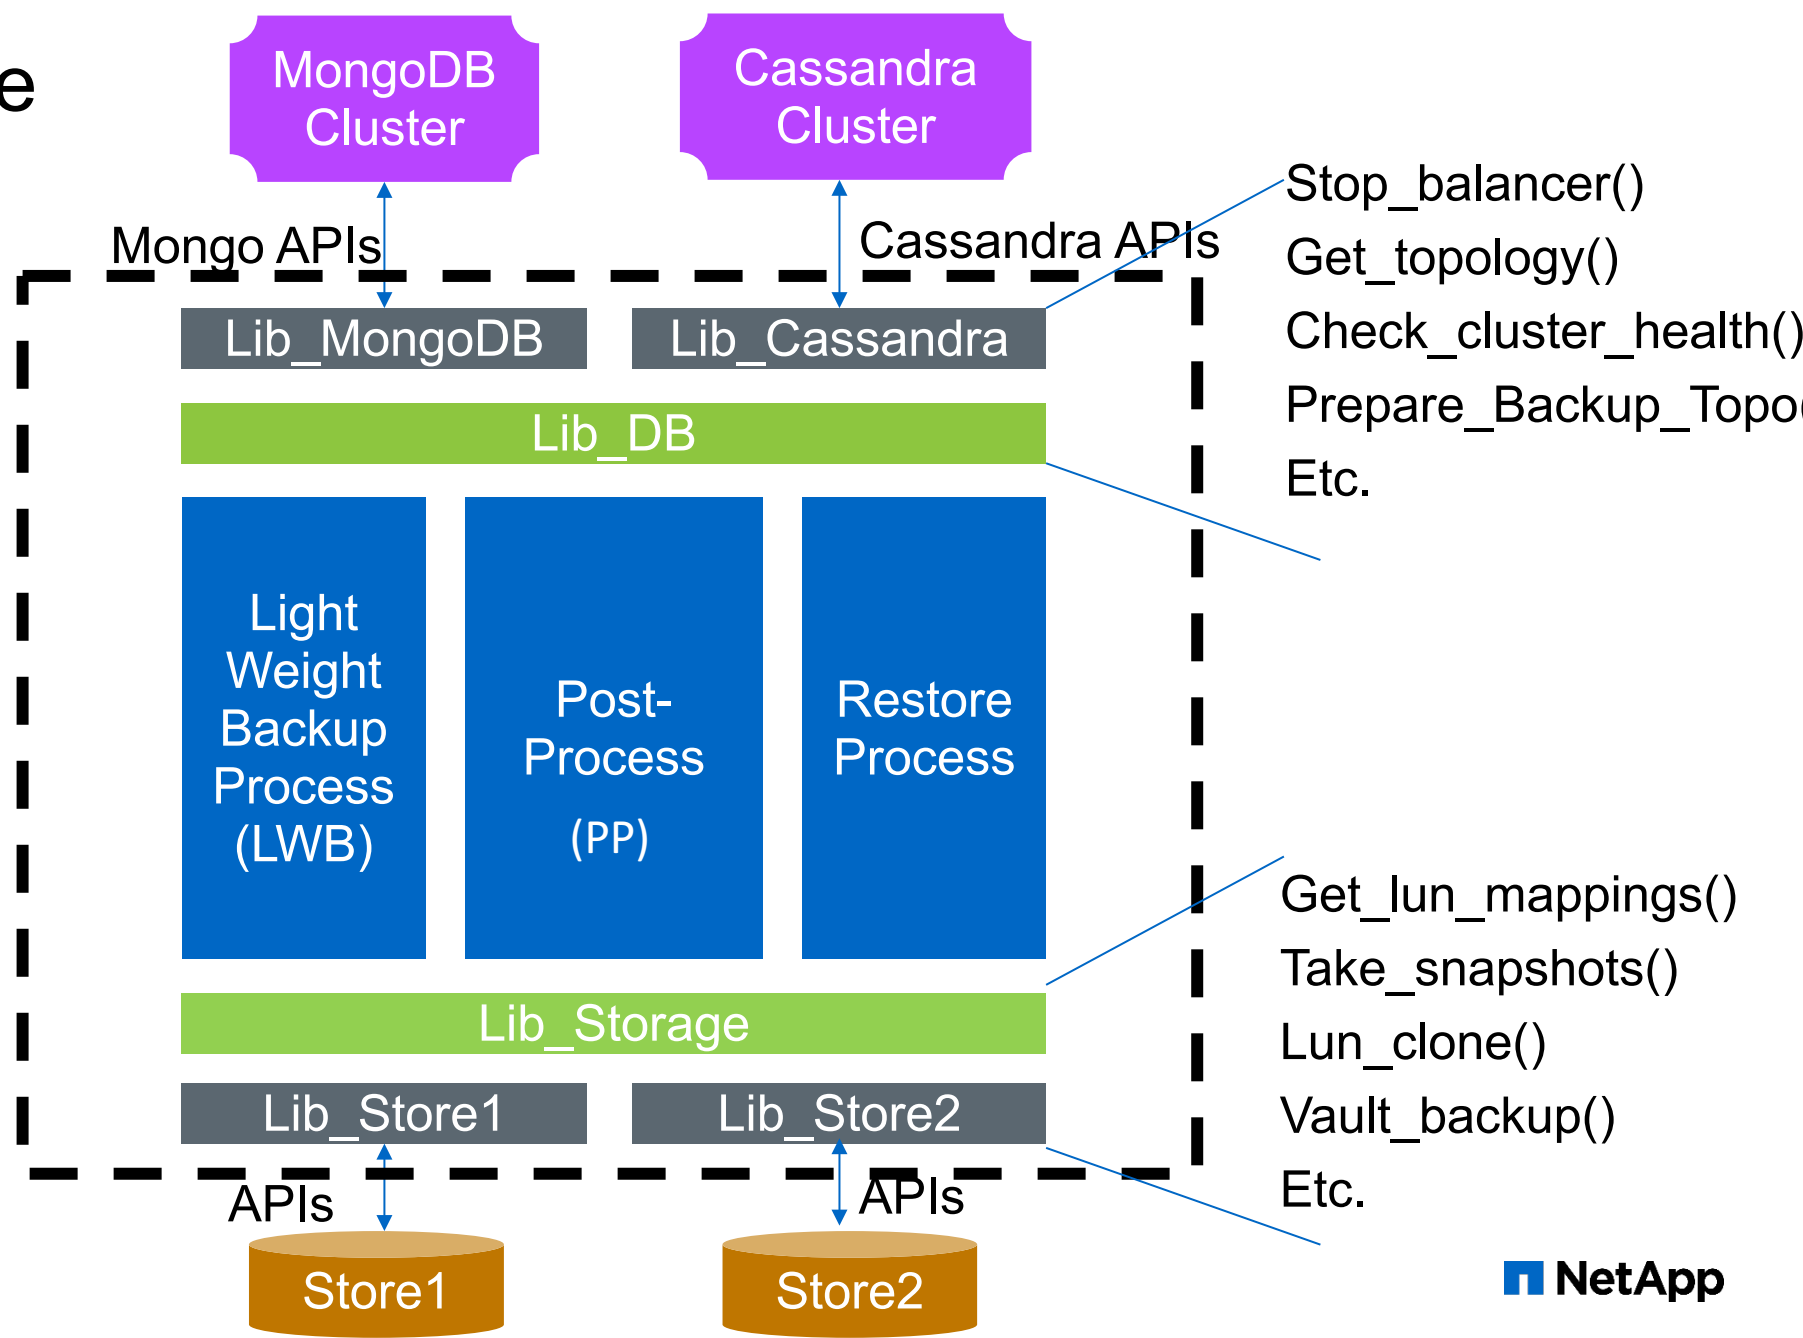 e
MongoDB
Cluster
Cassandra
Cluster
Mongo APIs
Cassandra APIs
Stop_balancer()
Get_topology()
Check_cluster_health()
Prepare_Backup_Topo(
Etc.
Lib_MongoDB
Lib_Cassandra
Lib_DB
Light
Weight
Backup
Process
(LWB)
Post-
Process
(PP)
Restore
Process
Get_lun_mappings()
Take_snapshots()
Lun_clone()
Vault_backup()
Etc.
Lib_Storage
Lib_Store1
Lib_Store2
APIs
APIs
Store1
Store2
NetApp